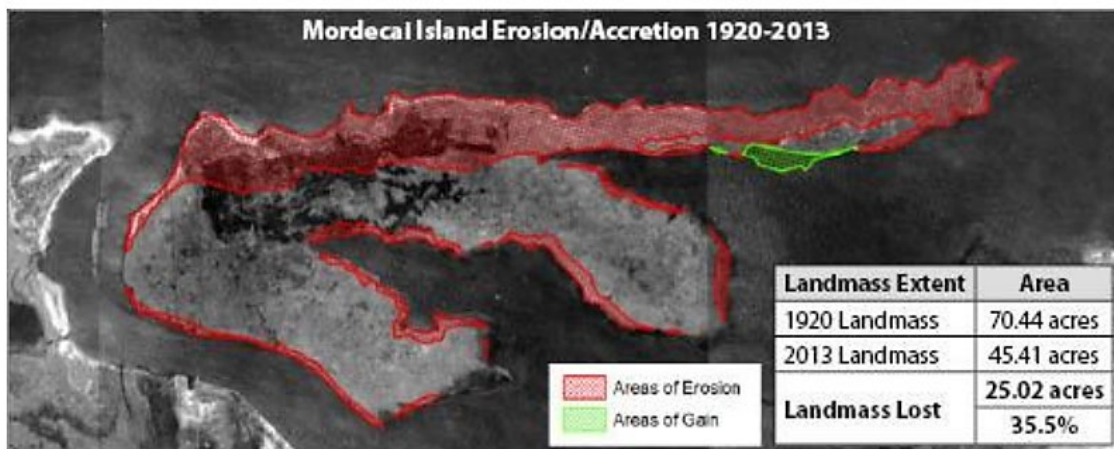 Mordecai Island Erosion/Accretion 1920-2013
Landmass Extent Area
1920 Landmass 70.44 acres
2013 Landmass 45.41 acres
Landmass Lost 25.02 acres
35.5%
Areas of Erosion
Areas of Gain